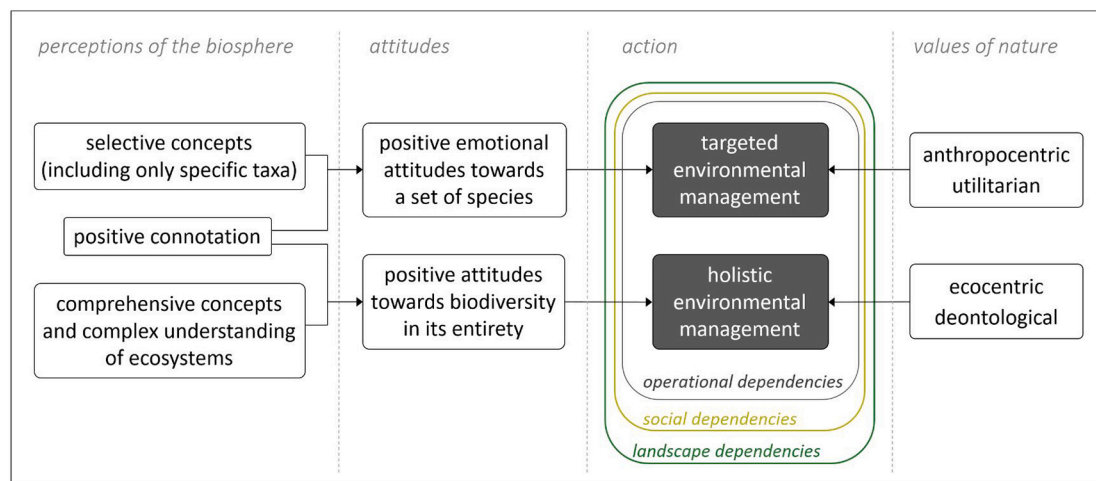 perceptions of the biosphere
attitudes
action
values of nature
selective concepts
(including only specific taxa)
positive connotation
comprehensive concepts
and complex understanding
of ecosystems
positive emotional
attitudes towards
a set of species
positive attitudes
towards biodiversity
in its entirety
targeted
environmental
management
holistic
environmental
management
operational dependencies
social dependencies
landscape dependencies
anthropocentric
utilitarian
ecocentric
deontological